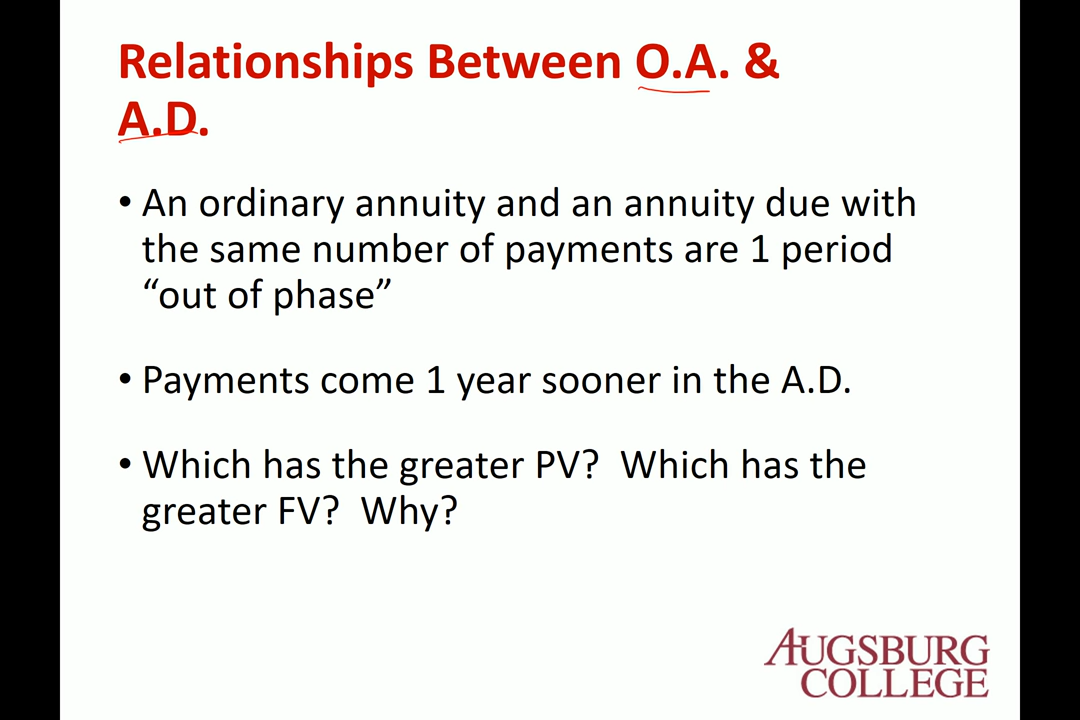 Relationships Between O.A. &
A.D.
• An ordinary annuity and an annuity due with
the same number of payments are 1 period
“out of phase”
• Payments come 1 year sooner in the A.D.
• Which has the greater PV?  Which has the
greater FV?  Why?
AUGSBURG
COLLEGE